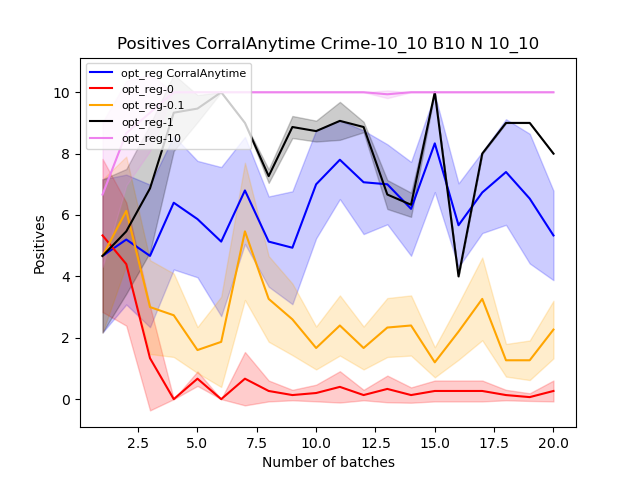 Positives CorralAnytime Crime-10_10 B10 N 10_10
opt_reg CorralAnytime
opt_reg-0
opt_reg-0.1
opt_reg-1
opt_reg-10
10
8
6
4
2
0
Positives
2.5 5.0 7.5 10.0 12.5 15.0 17.5 20.0
Number of batches